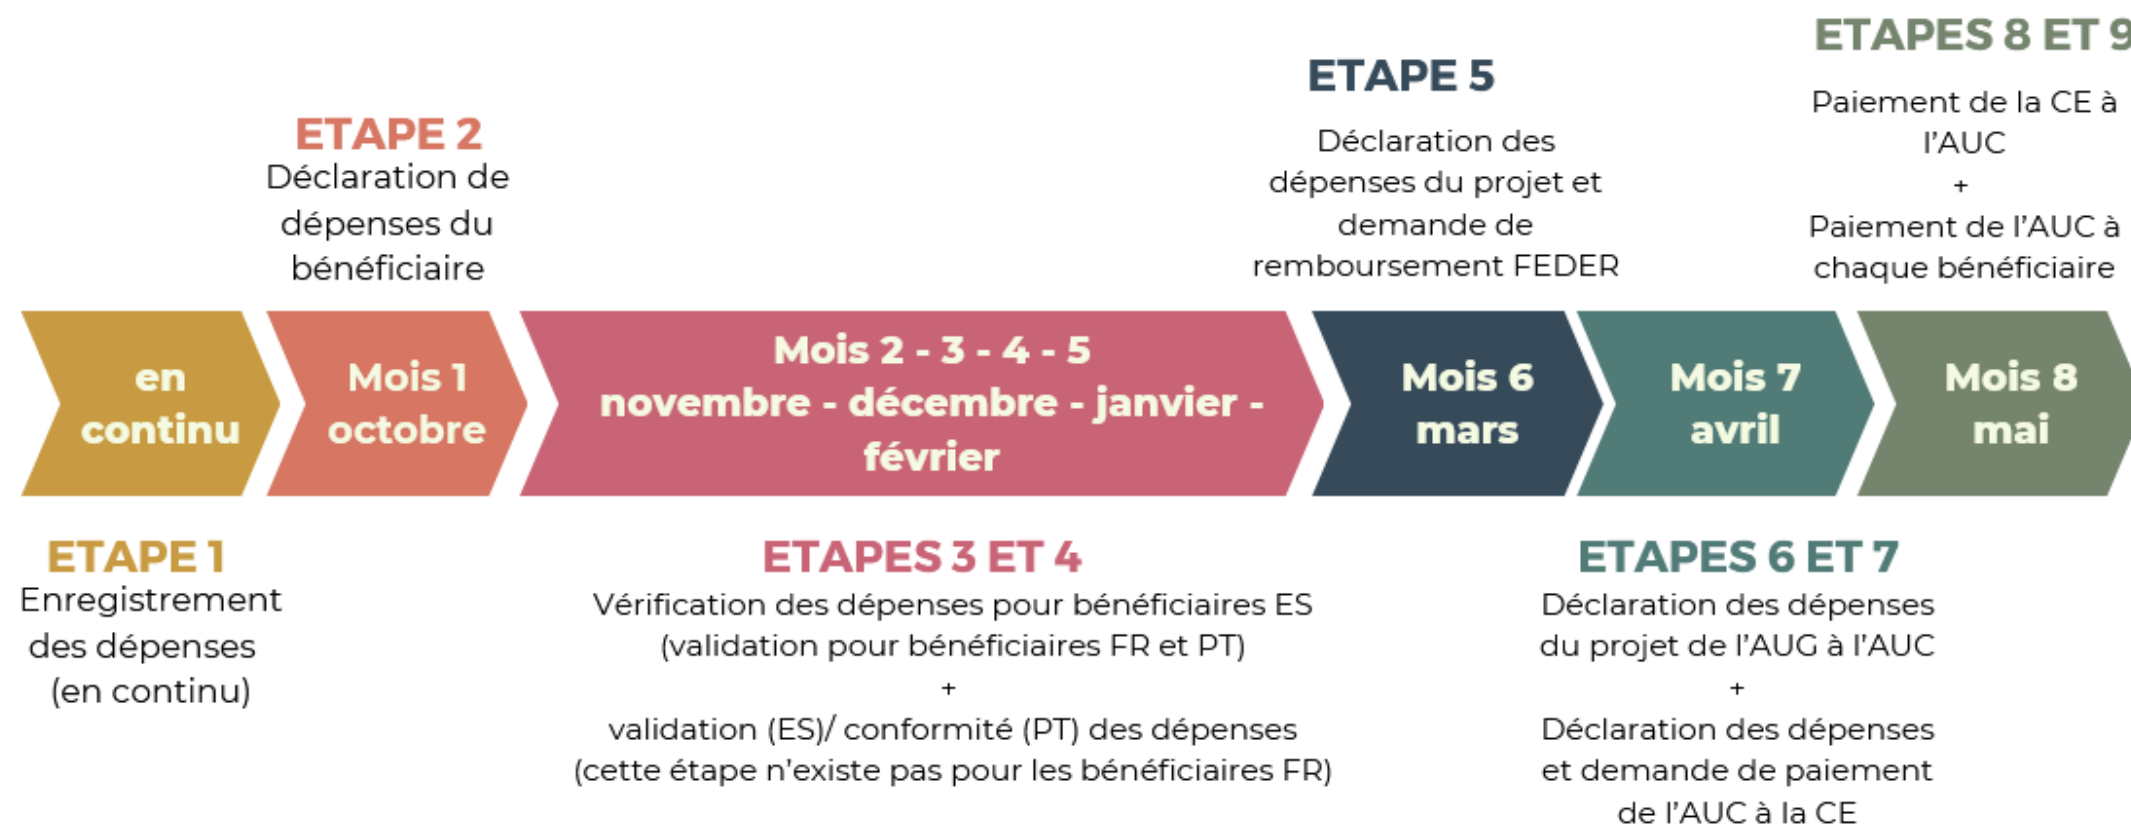 ETAPE 1
Enregistrement
des dépenses
(en continu)
en
continu
ETAPE 2
Déclaration de
dépenses du
bénéficiaire
Mois 1
octobre
Mois 2 - 3 - 4 - 5
novembre - décembre - janvier -
février
ETAPES 3 ET 4
Vérification des dépenses pour bénéficiaires ES
(validation pour bénéficiaires FR et PT)
+
validation (ES)/ conformité (PT) des dépenses
(cette étape n'existe pas pour les bénéficiaires FR)
ETAPE 5
Déclaration des
dépenses du projet et
demande de
remboursement FEDER
Mois 6
mars
Mois 7
avril
ETAPES 6 ET 7
Déclaration des dépenses
du projet de l'AUG à l'AUC
+
Déclaration des dépenses
et demande de paiement
de l'AUC à la CE
ETAPES 8 ET 9
Paiement de la CE à
l'AUC
+
Paiement de l'AUC à
chaque bénéficiaire
Mois 8
mai